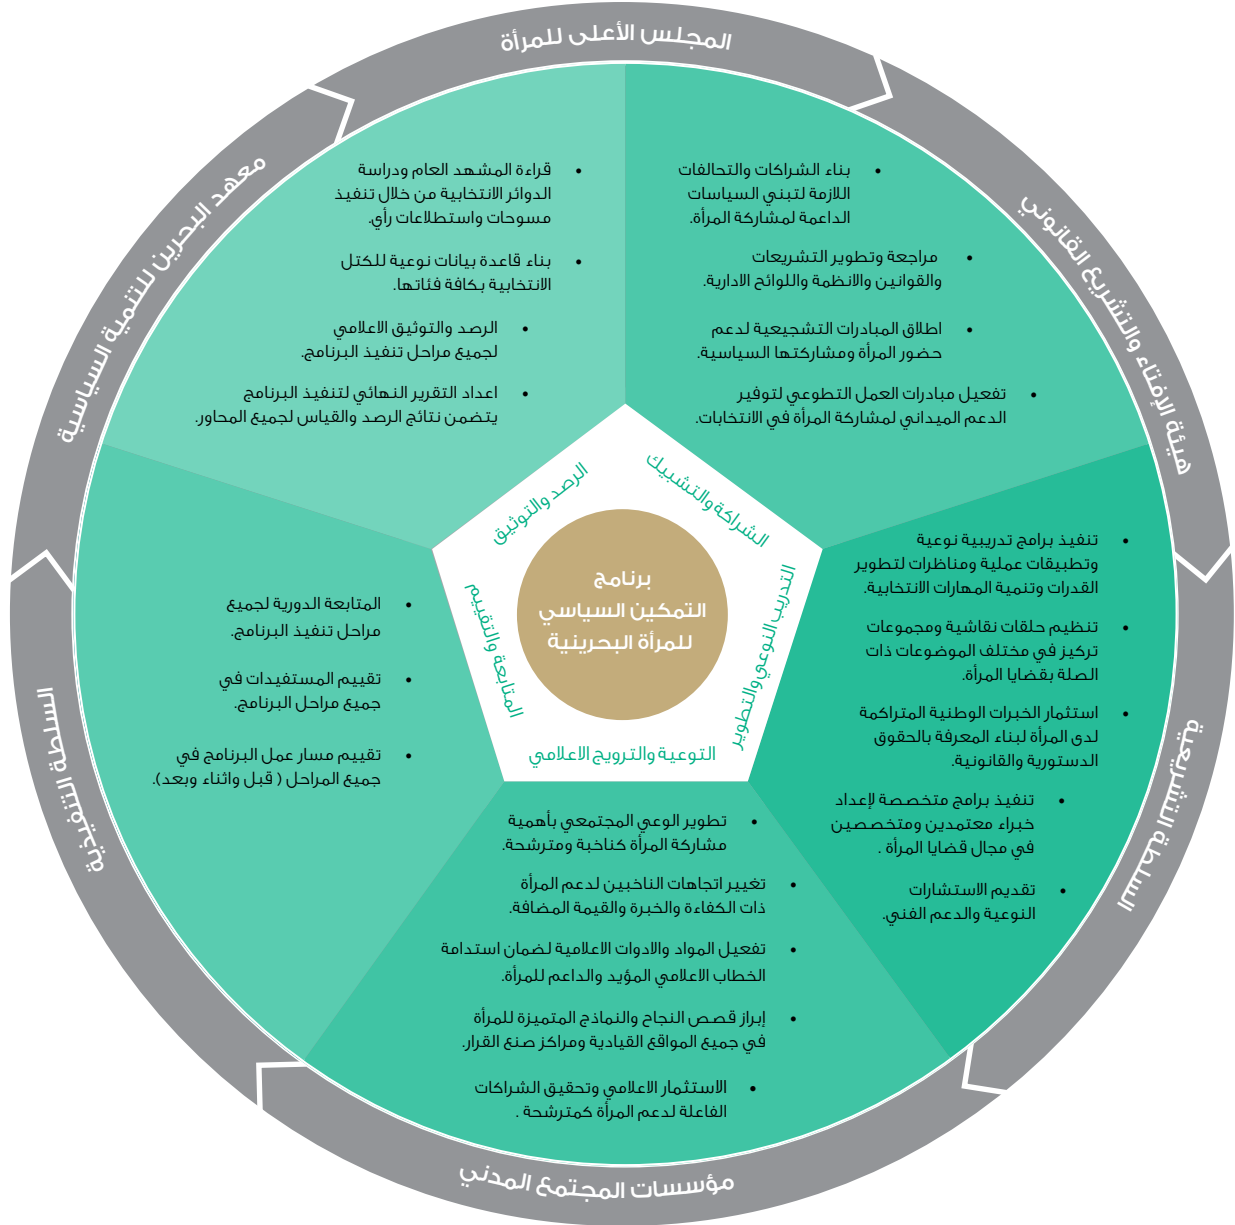 المجلس الأعلى للمرأة
هيئة الإفتاء والتشريع القانوني
السلطة التشريعية
مؤسسات المجتمع المدني
السلطة التنفيذية
معهد البحرين للتنمية السياسية
برنامج
التمكين السياسي
للمرأة البحرينية
الشراكة والتشبيك
• بناء الشراكات والتحالفات
اللازمة لتبني السياسات
الداعمة لمشاركة المرأة.
• مراجعة وتطوير التشريعات
والقوانين والانظمة واللوائح الادارية.
• اطلاق المبادرات التشجيعية لدعم
حضور المرأة ومشاركتها السياسية.
• تفعيل مبادرات العمل التطوعي لتوفير
الدعم الميداني لمشاركة المرأة في الانتخابات.
التدريب النوعي والتطوير
• تنفيذ برامج تدريبية نوعية
وتطبيقات عملية ومناظرات لتطوير
القدرات وتنمية المهارات الانتخابية.
• تنظيم حلقات نقاشية ومجموعات
تركيز في مختلف الموضوعات ذات
الصلة بقضايا المرأة.
• استثمار الخبرات الوطنية المتراكمة
لدى المرأة لبناء المعرفة بالحقوق
الدستورية والقانونية.
• تنفيذ برامج متخصصة لإعداد
خبراء معتمدين ومتخصصين
في مجال قضايا المرأة .
• تقديم الاستشارات
النوعية والدعم الفني.
التوعية والترويج الاعلامي
• تطوير الوعي المجتمعي بأهمية
مشاركة المرأة كناخبة ومترشحة.
• تغيير اتجاهات الناخبين لدعم المرأة
ذات الكفاءة والخبرة والقيمة المضافة.
• تفعيل المواد والادوات الاعلامية لضمان استدامة
الخطاب الاعلامي المؤيد والداعم للمرأة.
• إبراز قصص النجاح والنماذج المتميزة للمرأة
في جميع المواقع القيادية ومراكز صنع القرار.
• الاستثمار الاعلامي وتحقيق الشراكات
الفاعلة لدعم المرأة كمترشحة .
المتابعة والتقييم
• المتابعة الدورية لجميع
مراحل تنفيذ البرنامج.
• تقييم المستفيدات في
جميع مراحل البرنامج.
• تقييم مسار عمل البرنامج في
جميع المراحل ( قبل واثناء وبعد).
الرصد والتوثيق
• قراءة المشهد العام ودراسة
الدوائر الانتخابية من خلال تنفيذ
مسوحات واستطلاعات رأي.
• بناء قاعدة بيانات نوعية للكتل
الانتخابية بكافة فئاتها.
• الرصد والتوثيق الاعلامي
لجميع مراحل تنفيذ البرنامج.
• اعداد التقرير النهائي لتنفيذ البرنامج
يتضمن نتائج الرصد والقياس لجميع المحاور.